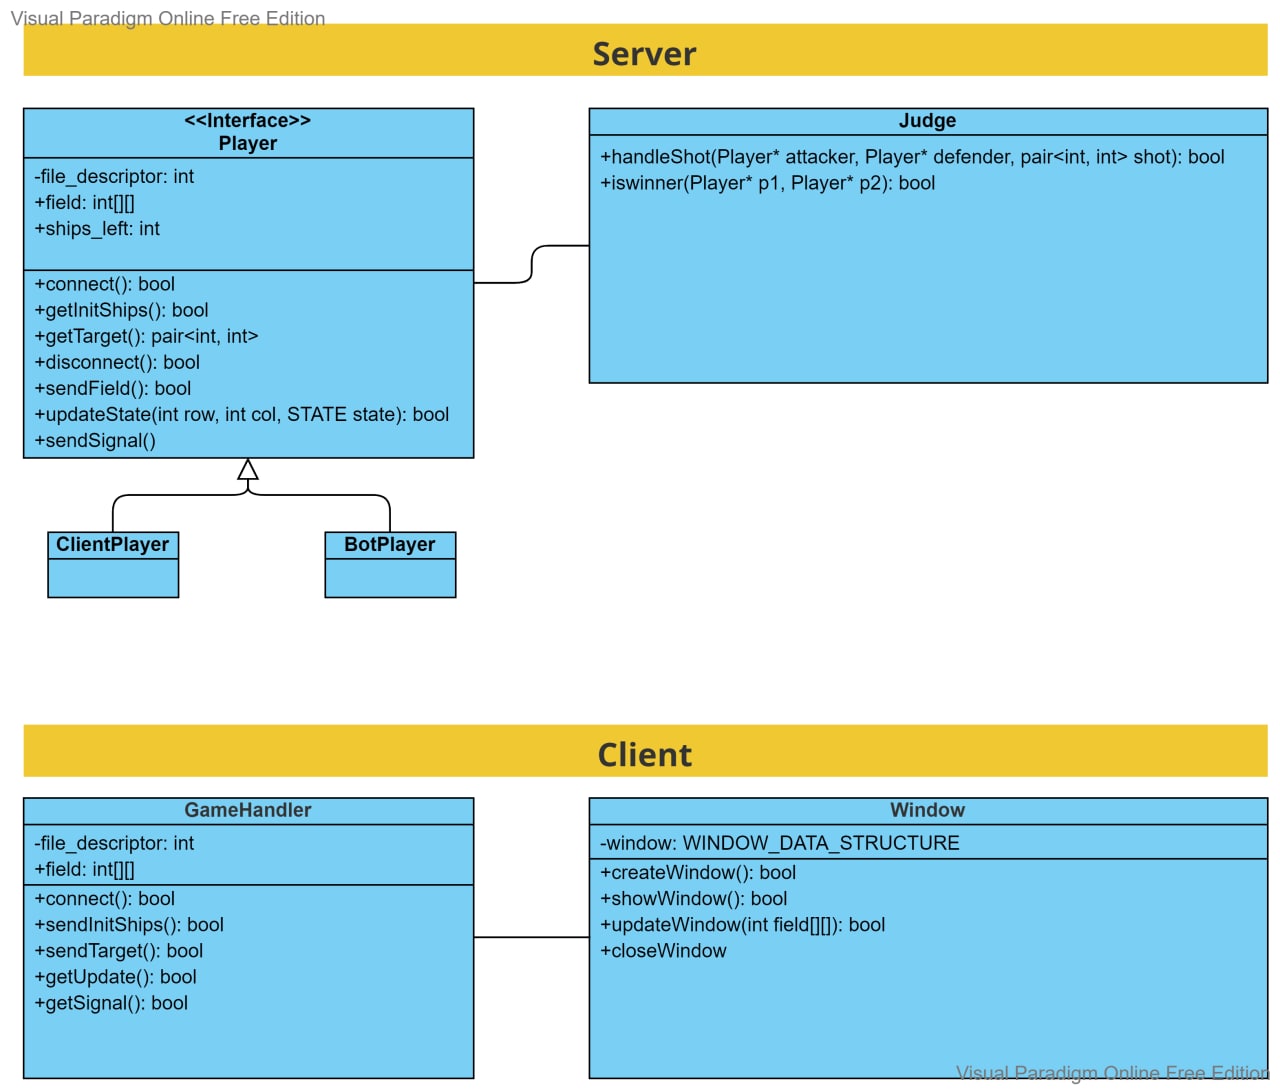 Visual Paradigm Online Free Edition
Server
<<Interface>>
Player
-file_descriptor: int
+field: int[][]
+ships_left: int
+connect(): bool
+getInitShips(): bool
+getTarget(): pair<int, int>
+disconnect(): bool
+sendField(): bool
+updateState(int row, int col, STATE state): bool
+sendSignal()
Judge
+handleShot(Player* attacker, Player* defender, pair<int, int> shot): bool
+iswinner(Player* p1, Player* p2): bool
ClientPlayer
BotPlayer
Client
GameHandler
-file_descriptor: int
+field: int[][]
+connect(): bool
+sendInitShips(): bool
+sendTarget(): bool
+getUpdate(): bool
+getSignal(): bool
Window
-window: WINDOW_DATA_STRUCTURE
+createWindow(): bool
+showWindow(): bool
+updateWindow(int field[][]): bool
+closeWindow
Visual Paradigm Online Free Edition